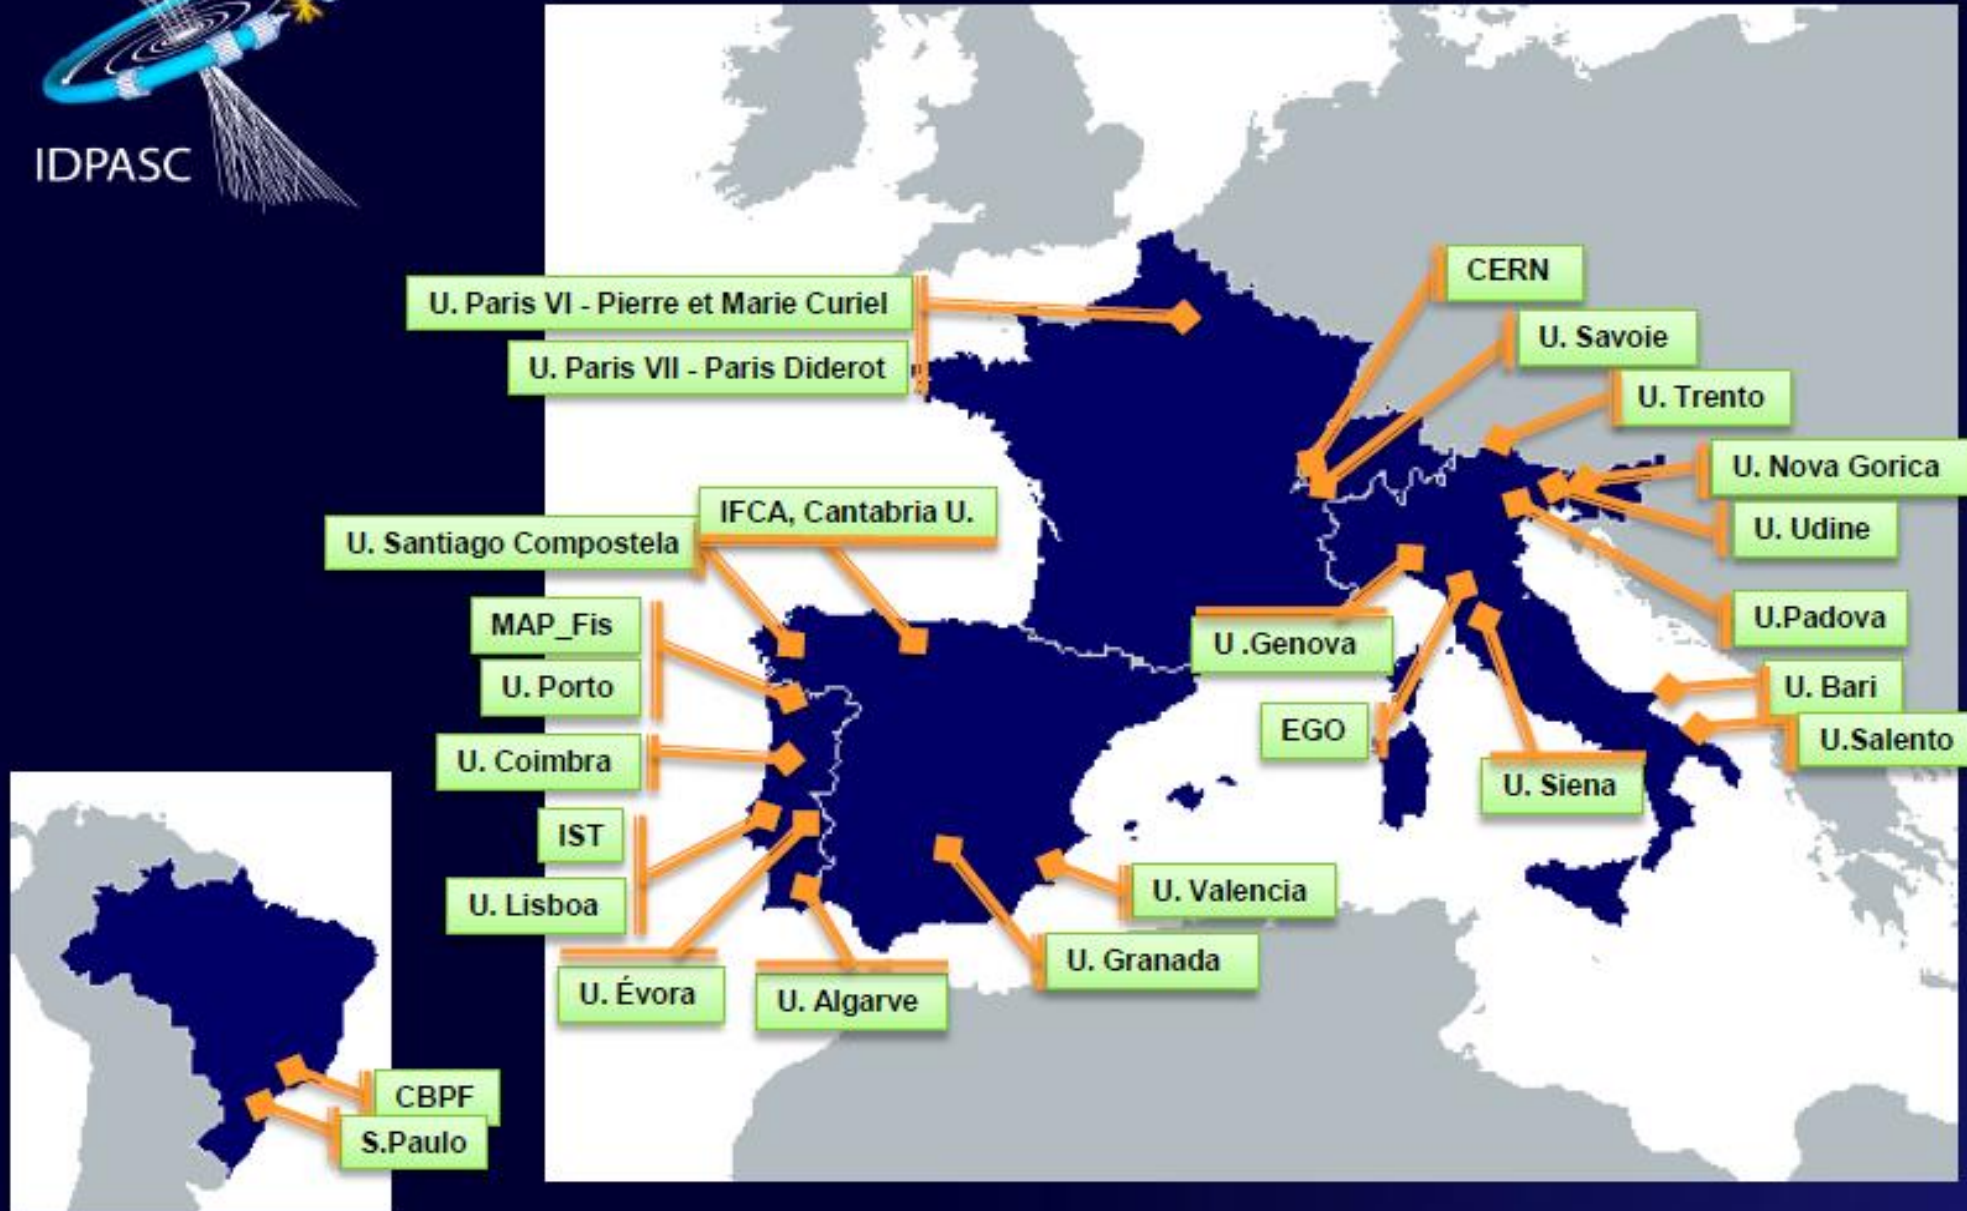 IDPASC
CERN
U. Paris VI - Pierre et Marie Curiel
U. Savoie
U. Paris VII - Paris Diderot
U. Trento
U. Nova Gorica
IFCA, Cantabria U.
U. Santiago Compostela
U. Udine
MAP_Fis
U.Padova
U .Genova
U. Porto
U. Bari
EGO
U.Salento
U. Coimbra
U. Siena
IST
U. Valencia
U. Lisboa
U. Granada
U. Évora
U. Algarve
CBPF
S.Paulo